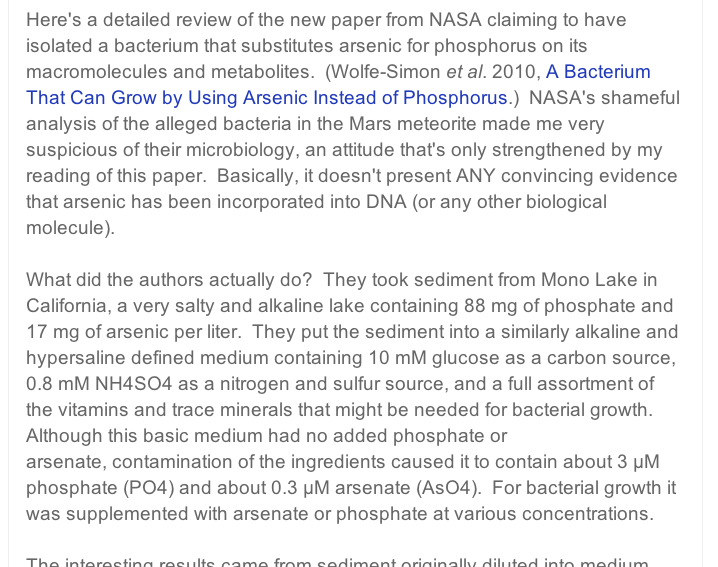 Here's a detailed review of the new paper from NASA claiming to have
isolated a bacterium that substitutes arsenic for phosphorus on its
macromolecules and metabolites.  (Wolfe-Simon et al. 2010, A Bacterium
That Can Grow by Using Arsenic Instead of Phosphorus.)  NASA's shameful
analysis of the alleged bacteria in the Mars meteorite made me very
suspicious of their microbiology, an attitude that's only strengthened by my
reading of this paper.  Basically, it doesn't present ANY convincing evidence
that arsenic has been incorporated into DNA (or any other biological
molecule).
What did the authors actually do?  They took sediment from Mono Lake in
California, a very salty and alkaline lake containing 88 mg of phosphate and
17 mg of arsenic per liter.  They put the sediment into a similarly alkaline and
hypersaline defined medium containing 10 mM glucose as a carbon source,
0.8 mM NH4SO4 as a nitrogen and sulfur source, and a full assortment of
the vitamins and trace minerals that might be needed for bacterial growth.
Although this basic medium had no added phosphate or
arsenate, contamination of the ingredients caused it to contain about 3 µM
phosphate (PO4) and about 0.3 µM arsenate (AsO4).  For bacterial growth it
was supplemented with arsenate or phosphate at various concentrations.
The interesting results came from sediment originally diluted into medium